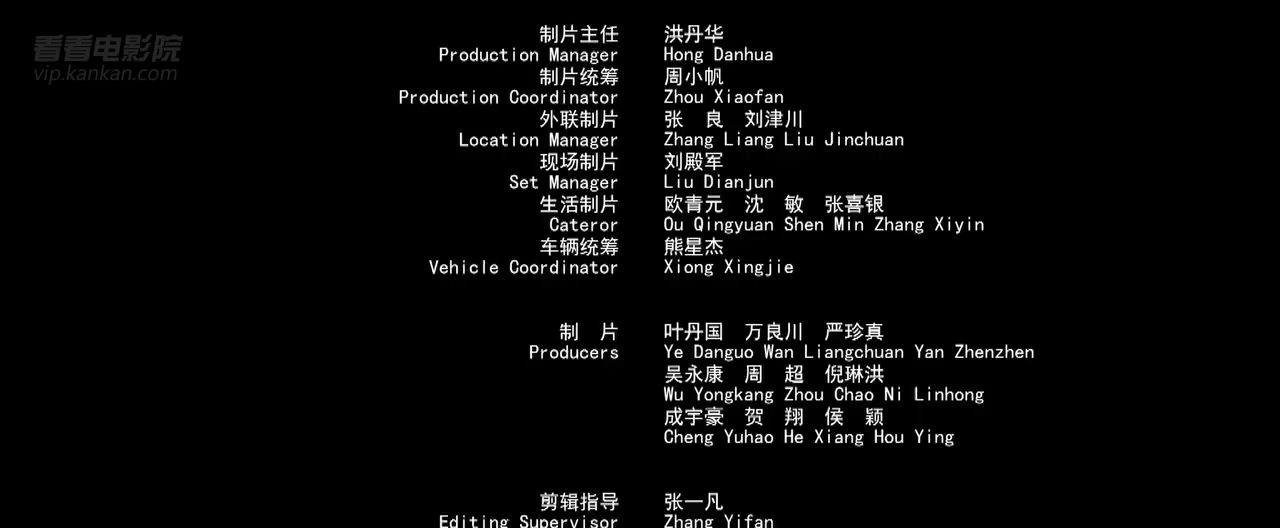 看看电影院
vip.kankan.com
制片主任 洪丹华
Production Manager Hong Danhua
制片统筹 周小帆
Production Coordinator Zhou Xiaofan
外联制片 张 良 刘津川
Location Manager Zhang Liang Liu Jinchuan
现场制片 刘殿军
Set Manager Liu Dianjun
生活制片 欧青元 沈 敏 张喜银
Cateror Ou Qingyuan Shen Min Zhang Xiyin
车辆统筹 熊星杰
Vehicle Coordinator Xiong Xingjie
制 片 叶丹国 万良川 严珍真
Producers Ye Danguo Wan Liangchuan Yan Zhenzhen
吴永康 周 超 倪琳洪
Wu Yongkang Zhou Chao Ni Linhong
成宇豪 贺 翔 侯 颖
Cheng Yuhao He Xiang Hou Ying
剪辑指导 张一凡
Editing Supervisor Zhang Yifan